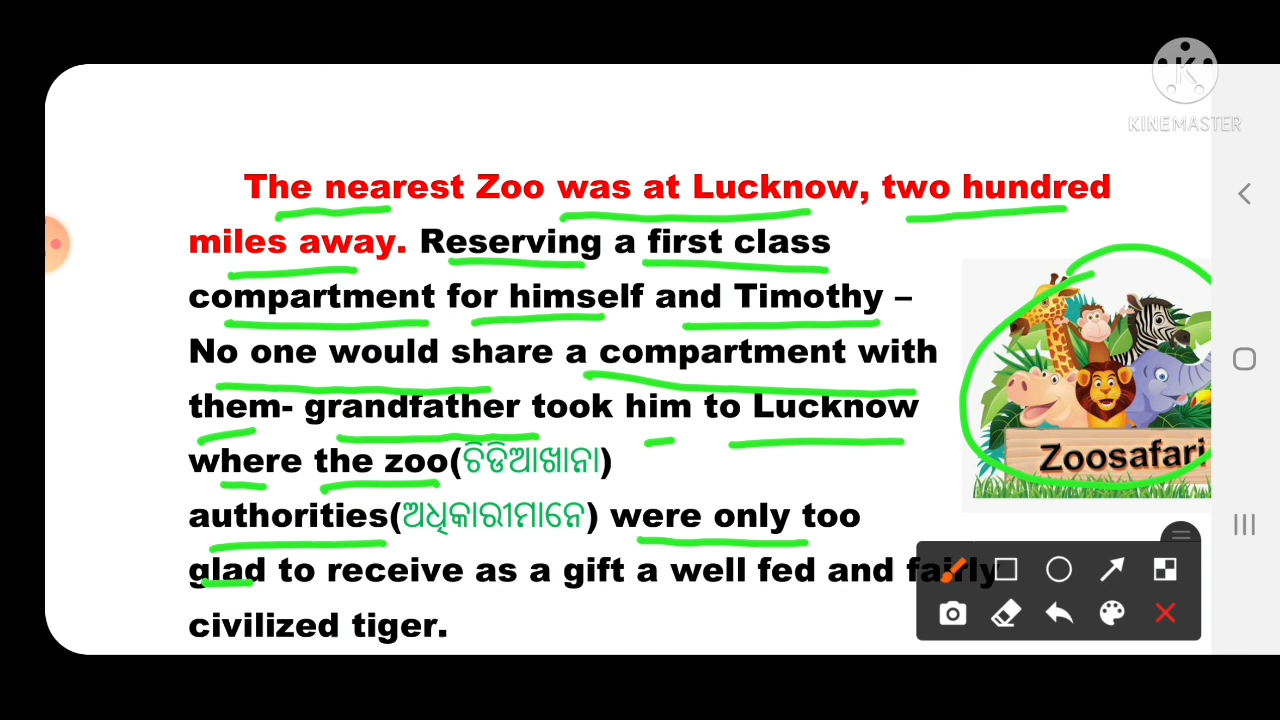 KINEMASTER
The nearest Zoo was at Lucknow, two hundred
miles away. Reserving a first class
compartment for himself and Timothy –
No one would share a compartment with
them- grandfather took him to Lucknow
where the zoo(ଚିଡିଆଖାନା)
authorities(ଅଧିକାରୀମାନେ) were only too
glad to receive as a gift a well fed and fairly
civilized tiger.
Zoosafari